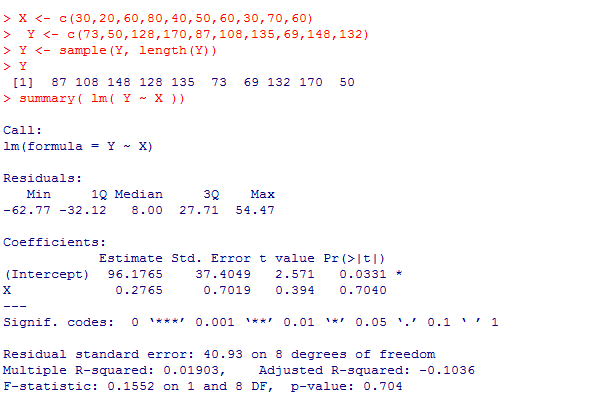 > X <- c(30,20,60,80,40,50,60,30,70,60)
>  Y <- c(73,50,128,170,87,108,135,69,148,132)
> Y <- sample(Y, length(Y))
> Y
 [1]  87 108 148 128 135  73  69 132 170  50
> summary( lm( Y ~ X ))
Call:
lm(formula = Y ~ X)
Residuals:
   Min     1Q Median     3Q    Max
-62.77 -32.12   8.00  27.71  54.47
Coefficients:
            Estimate Std. Error t value Pr(>|t|)
(Intercept)  96.1765    37.4049   2.571   0.0331 *
X             0.2765     0.7019   0.394   0.7040
---
Signif. codes:  0 ‘***’ 0.001 ‘**’ 0.01 ‘*’ 0.05 ‘.’ 0.1 ‘ ’ 1
Residual standard error: 40.93 on 8 degrees of freedom
Multiple R-squared: 0.01903,    Adjusted R-squared: -0.1036
F-statistic: 0.1552 on 1 and 8 DF,  p-value: 0.704